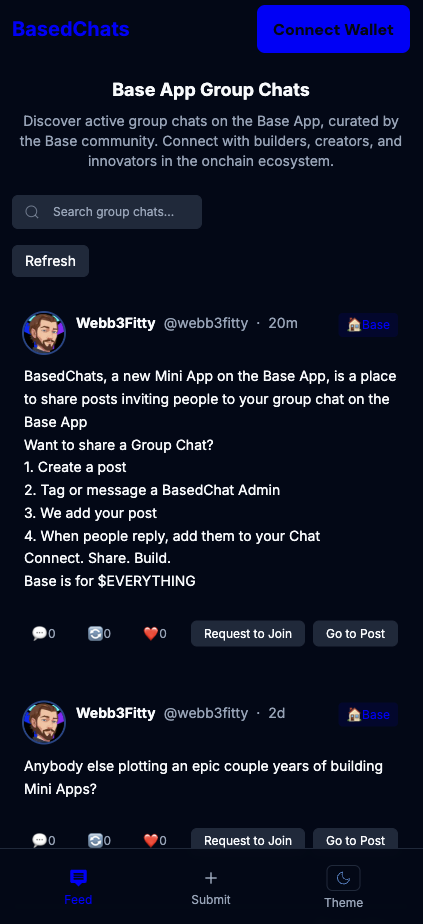 BasedChats
Connect Wallet
Base App Group Chats
Discover active group chats on the Base App, curated by
the Base community. Connect with builders, creators, and
innovators in the onchain ecosystem.
Search group chats...
Refresh
Webb3Fitty @webb3fitty · 20m
🏠Base
BasedChats, a new Mini App on the Base App, is a place
to share posts inviting people to your group chat on the
Base App
Want to share a Group Chat?
1. Create a post
2. Tag or message a BasedChat Admin
3. We add your post
4. When people reply, add them to your Chat
Connect. Share. Build.
Base is for $EVERYTHING
💬0 🔄0 ❤️0 Request to Join Go to Post
Webb3Fitty @webb3fitty · 2d
🏠Base
Anybody else plotting an epic couple years of building
Mini Apps?
💬0 🔄0 ❤️0 Request to Join Go to Post
Feed Submit Theme